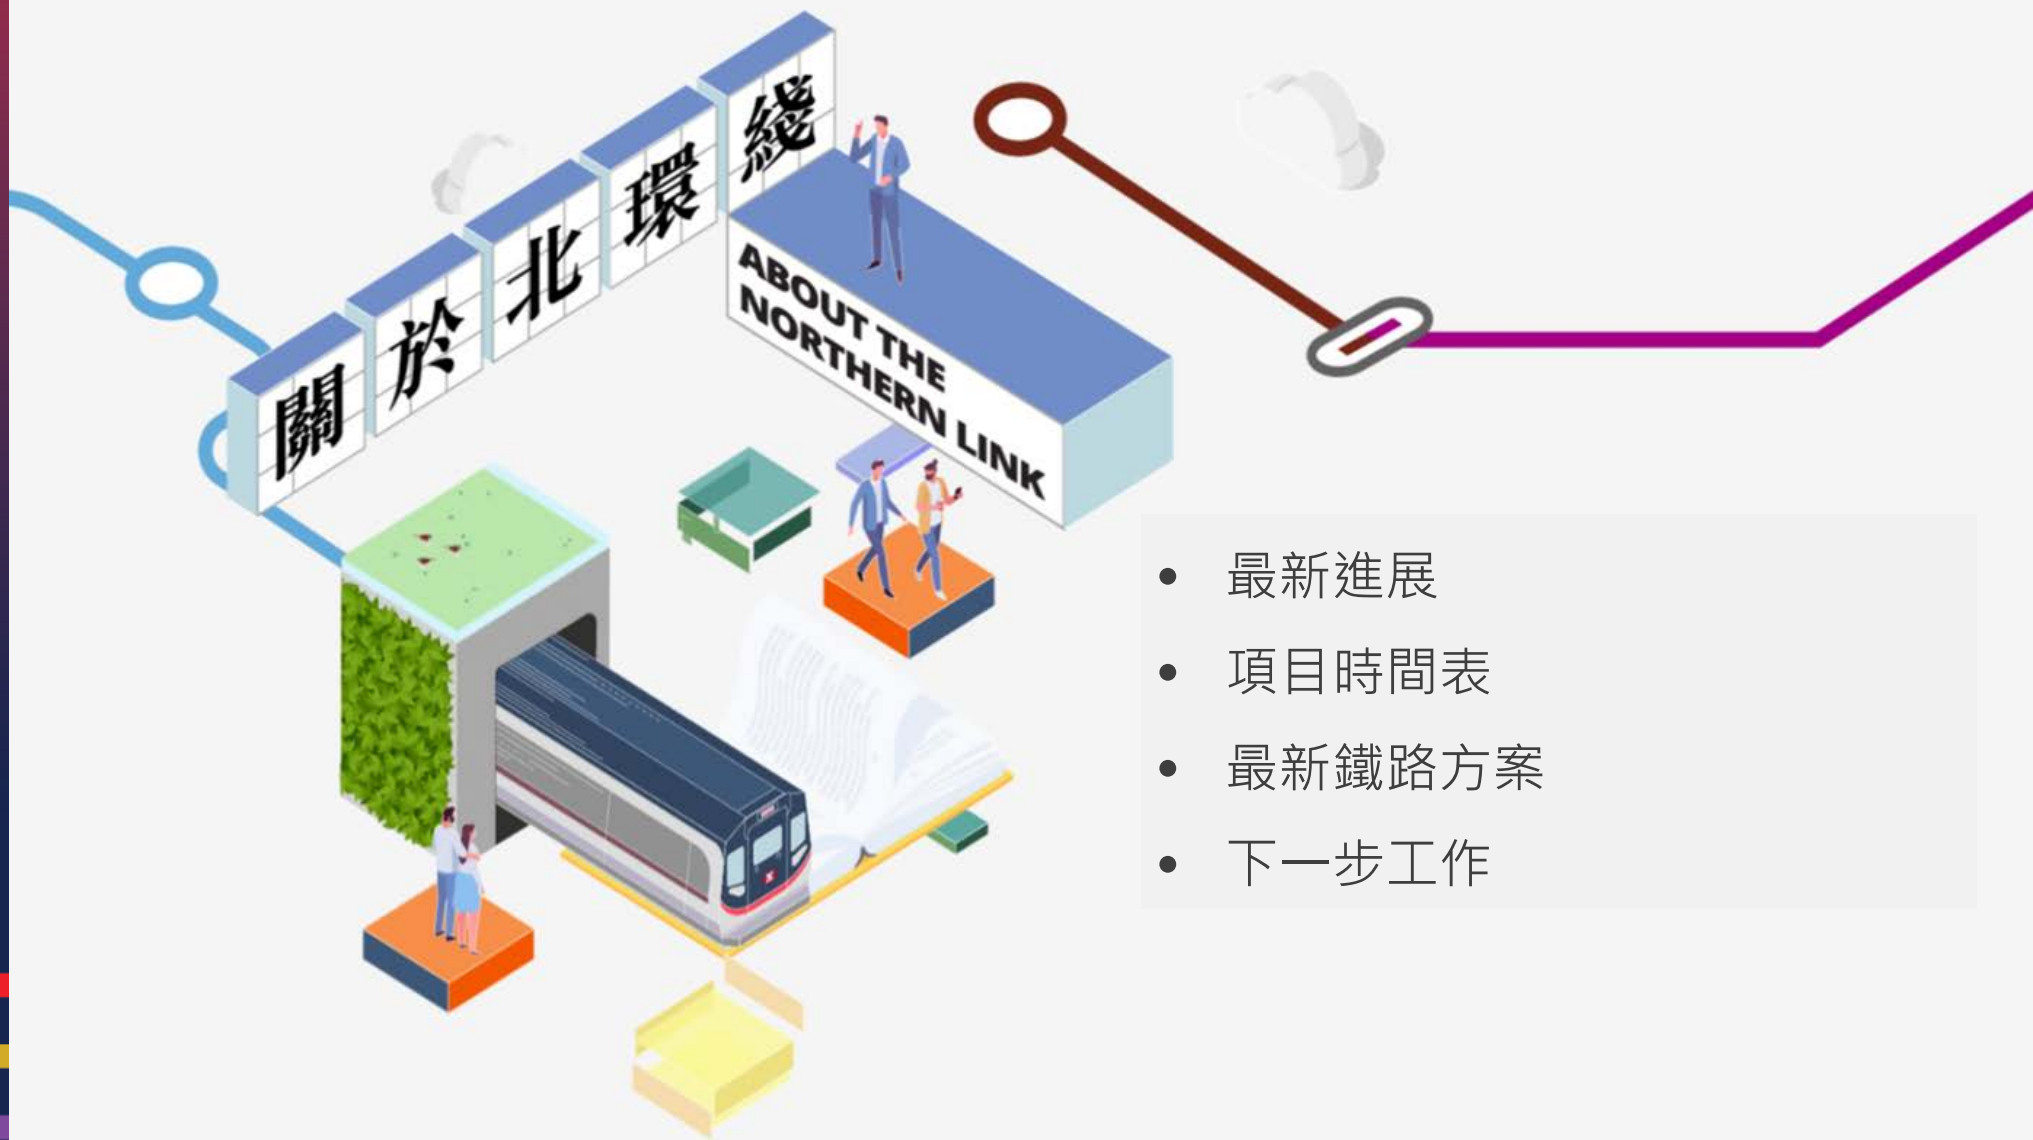 關於北環綫
ABOUT THE
NORTHERN LINK
• 最新進展
• 項目時間表
• 最新鐵路方案
• 下一步工作